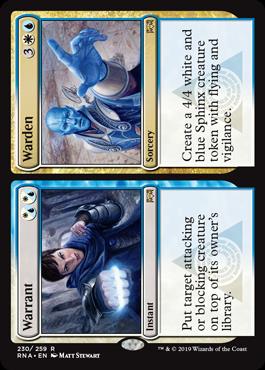 Warrant
Instant
Put target attacking
or blocking creature
on top of its owner's
library.
Warden 3
Sorcery
Create a 4/4 white and
blue Sphinx creature
token with flying and
vigilance.
230/259 R
RNA • EN Matt Stewart
™ & © 2019 Wizards of the Coast